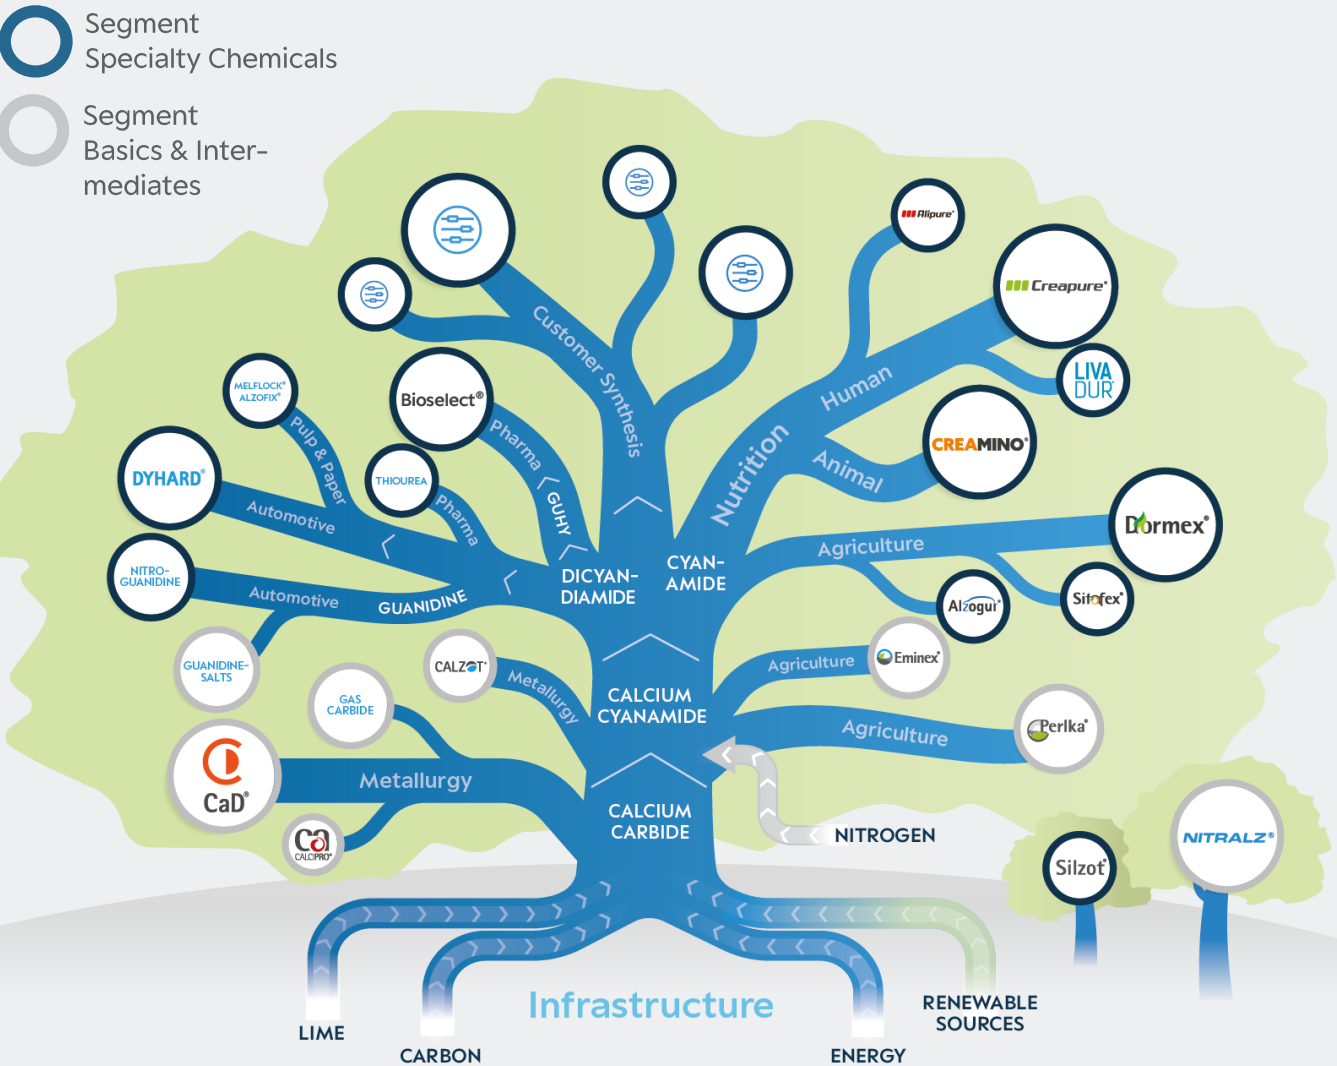 Segment
Specialty Chemicals
Segment
Basics & Inter-
mediates
Alipure®
Creapure®
LIVA
DUR®
CREAMINO®
Dormex®
Sitofex®
Alzogur®
Eminex®
Perlka®
MELFLOCK®
ALZOFIX®
Bioselect®
THIOUREA
DYHARD®
NITRO-
GUANIDINE
GUANIDINE-
SALTS
GAS
CARBIDE
CALZOT®
CaD®
ca
CALCIPRO®
Customer Synthesis
Pulp & Paper
Pharma
GUHY
Pharma
Automotive
Automotive
GUANIDINE
Metallurgy
Metallurgy
Nutrition
Human
Animal
Agriculture
Agriculture
Agriculture
DICYAN-
DIAMIDE
CYAN-
AMIDE
CALCIUM
CYANAMIDE
CALCIUM
CARBIDE
NITROGEN
Silzot®
NITRALZ®
Infrastructure
LIME
CARBON
ENERGY
RENEWABLE
SOURCES